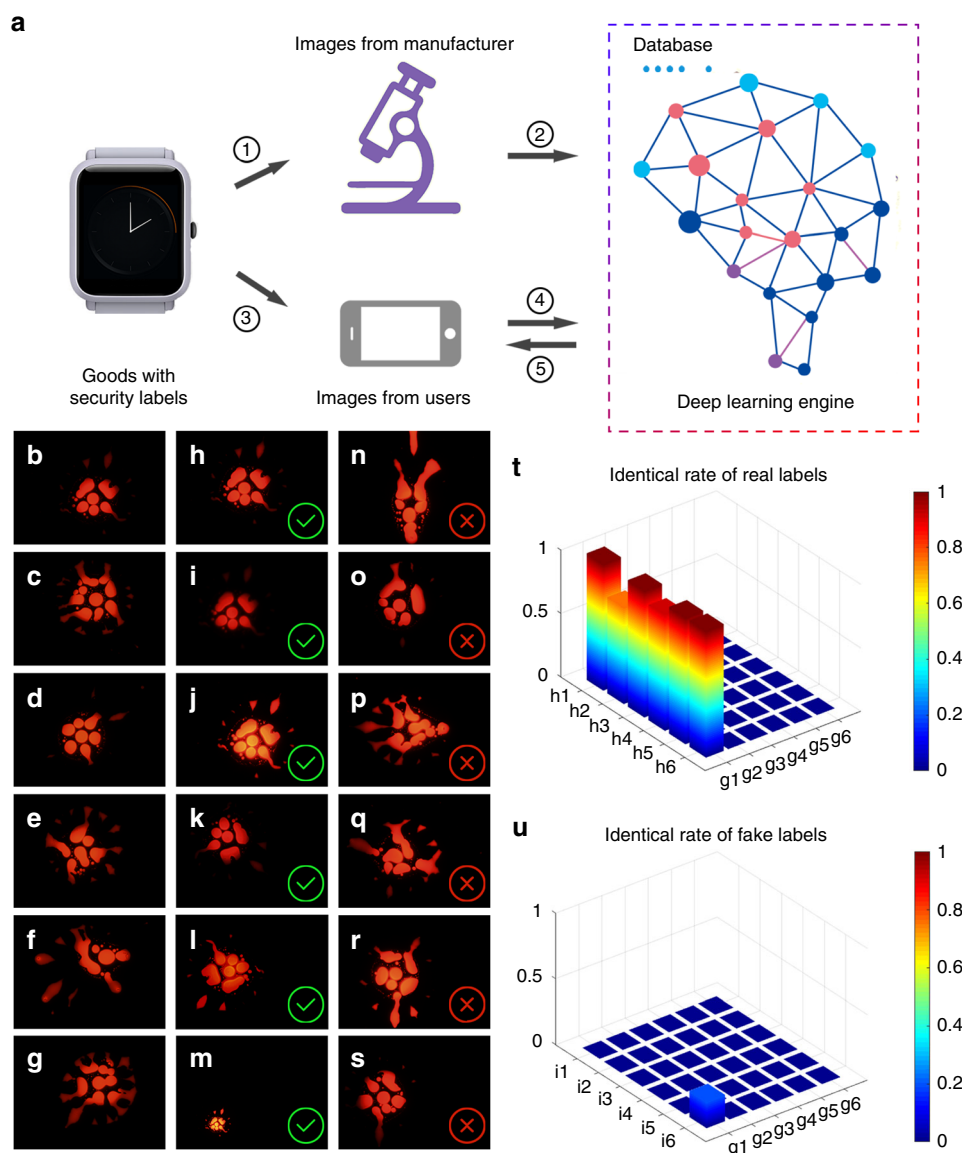 a
Images from manufacturer
Database
1
2
3
4
5
Goods with
security labels
Images from users
Deep learning engine
b
h
n
c
i
o
d
j
p
e
k
q
f
l
r
g
m
s
t
Identical rate of real labels
1
0.5
0
h1
h2
h3
h4
h5
h6
g1
g2
g3
g4
g5
g6
1
0.8
0.6
0.4
0.2
0
u
Identical rate of fake labels
1
0.5
0
i1
i2
i3
i4
i5
i6
g1
g2
g3
g4
g5
g6
1
0.8
0.6
0.4
0.2
0